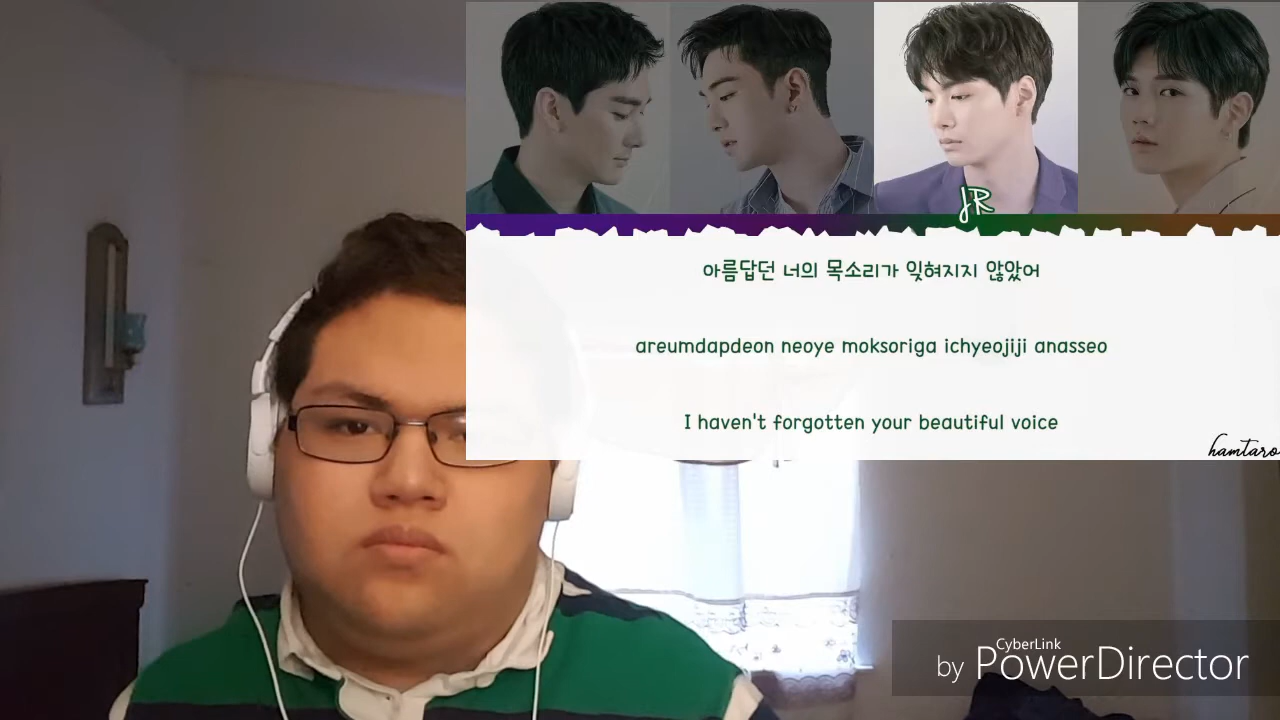 JR
아름답던 너의 목소리가 잊혀지지 않았어
areumdapdeon neoye moksoriga ichyeojiji anasseo
I haven't forgotten your beautiful voice
hamtaro
CyberLink
by PowerDirector